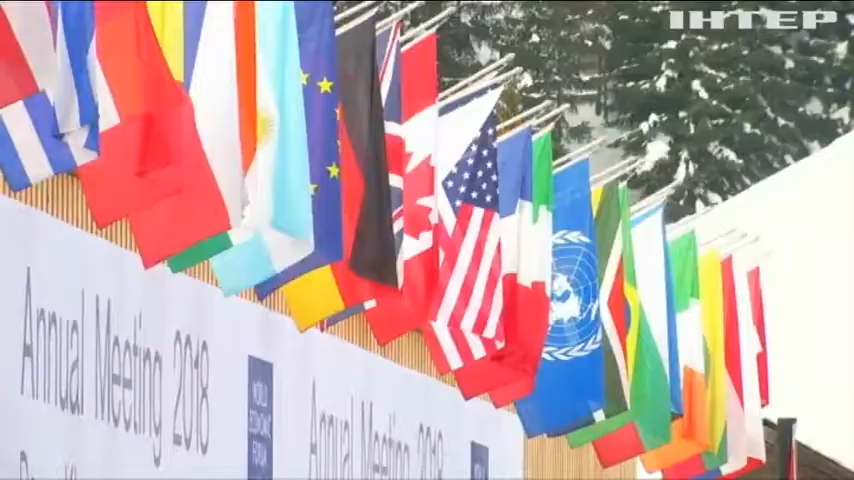 ІНТЕР
Annual Meeting 2018
WORLD
ECONOMIC
FORUM
Annual Meeting 2018